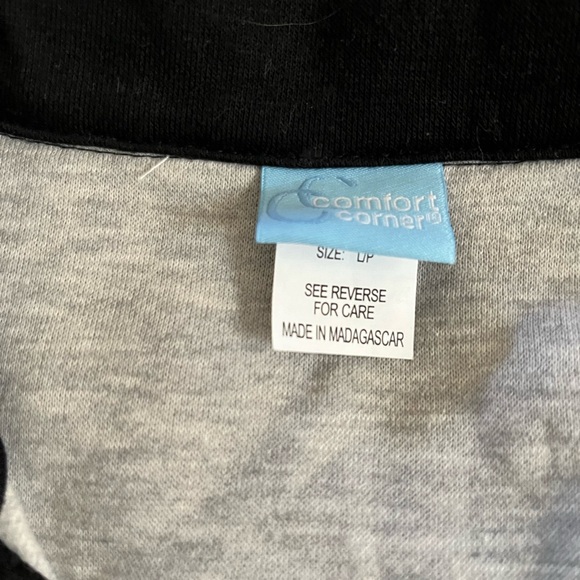 comfort
corner®
SIZE: L/P
SEE REVERSE
FOR CARE
MADE IN MADAGASCAR